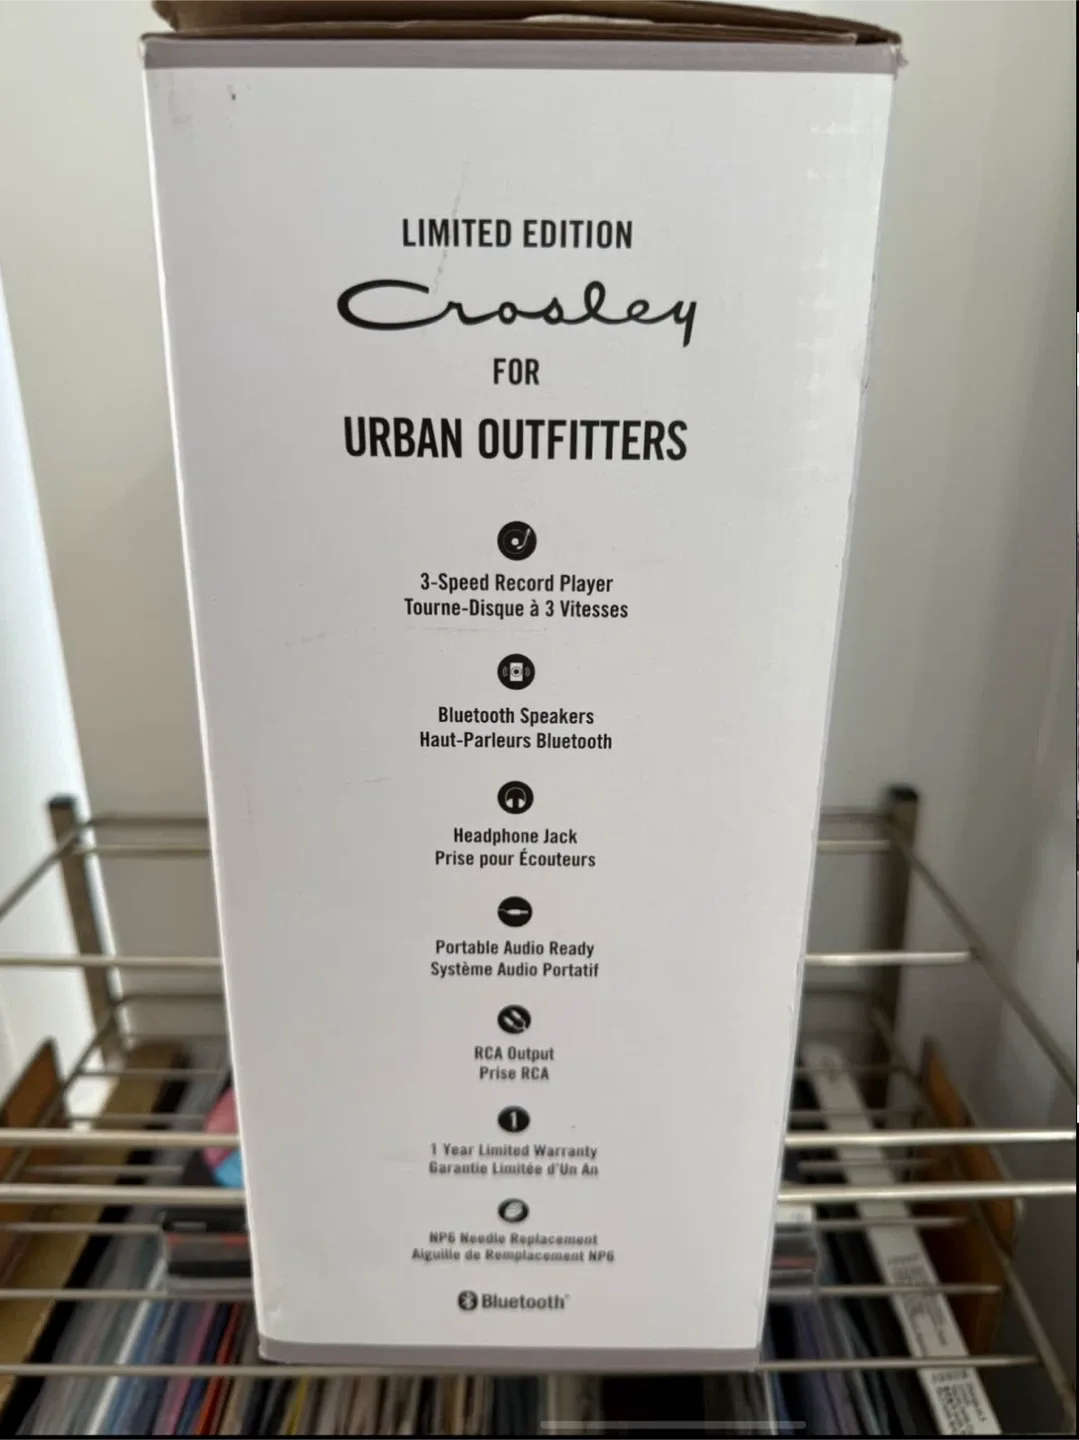 LIMITED EDITION
Crosley
FOR
URBAN OUTFITTERS
3-Speed Record Player
Tourne-Disque à 3 Vitesses
Bluetooth Speakers
Haut-Parleurs Bluetooth
Headphone Jack
Prise pour Écouteurs
Portable Audio Ready
Système Audio Portatif
RCA Output
Prise RCA
1
1 Year Limited Warranty
Garantie Limitée d'Un An
NP6 Needle Replacement
Aiguille de Remplacement NP6
Bluetooth®